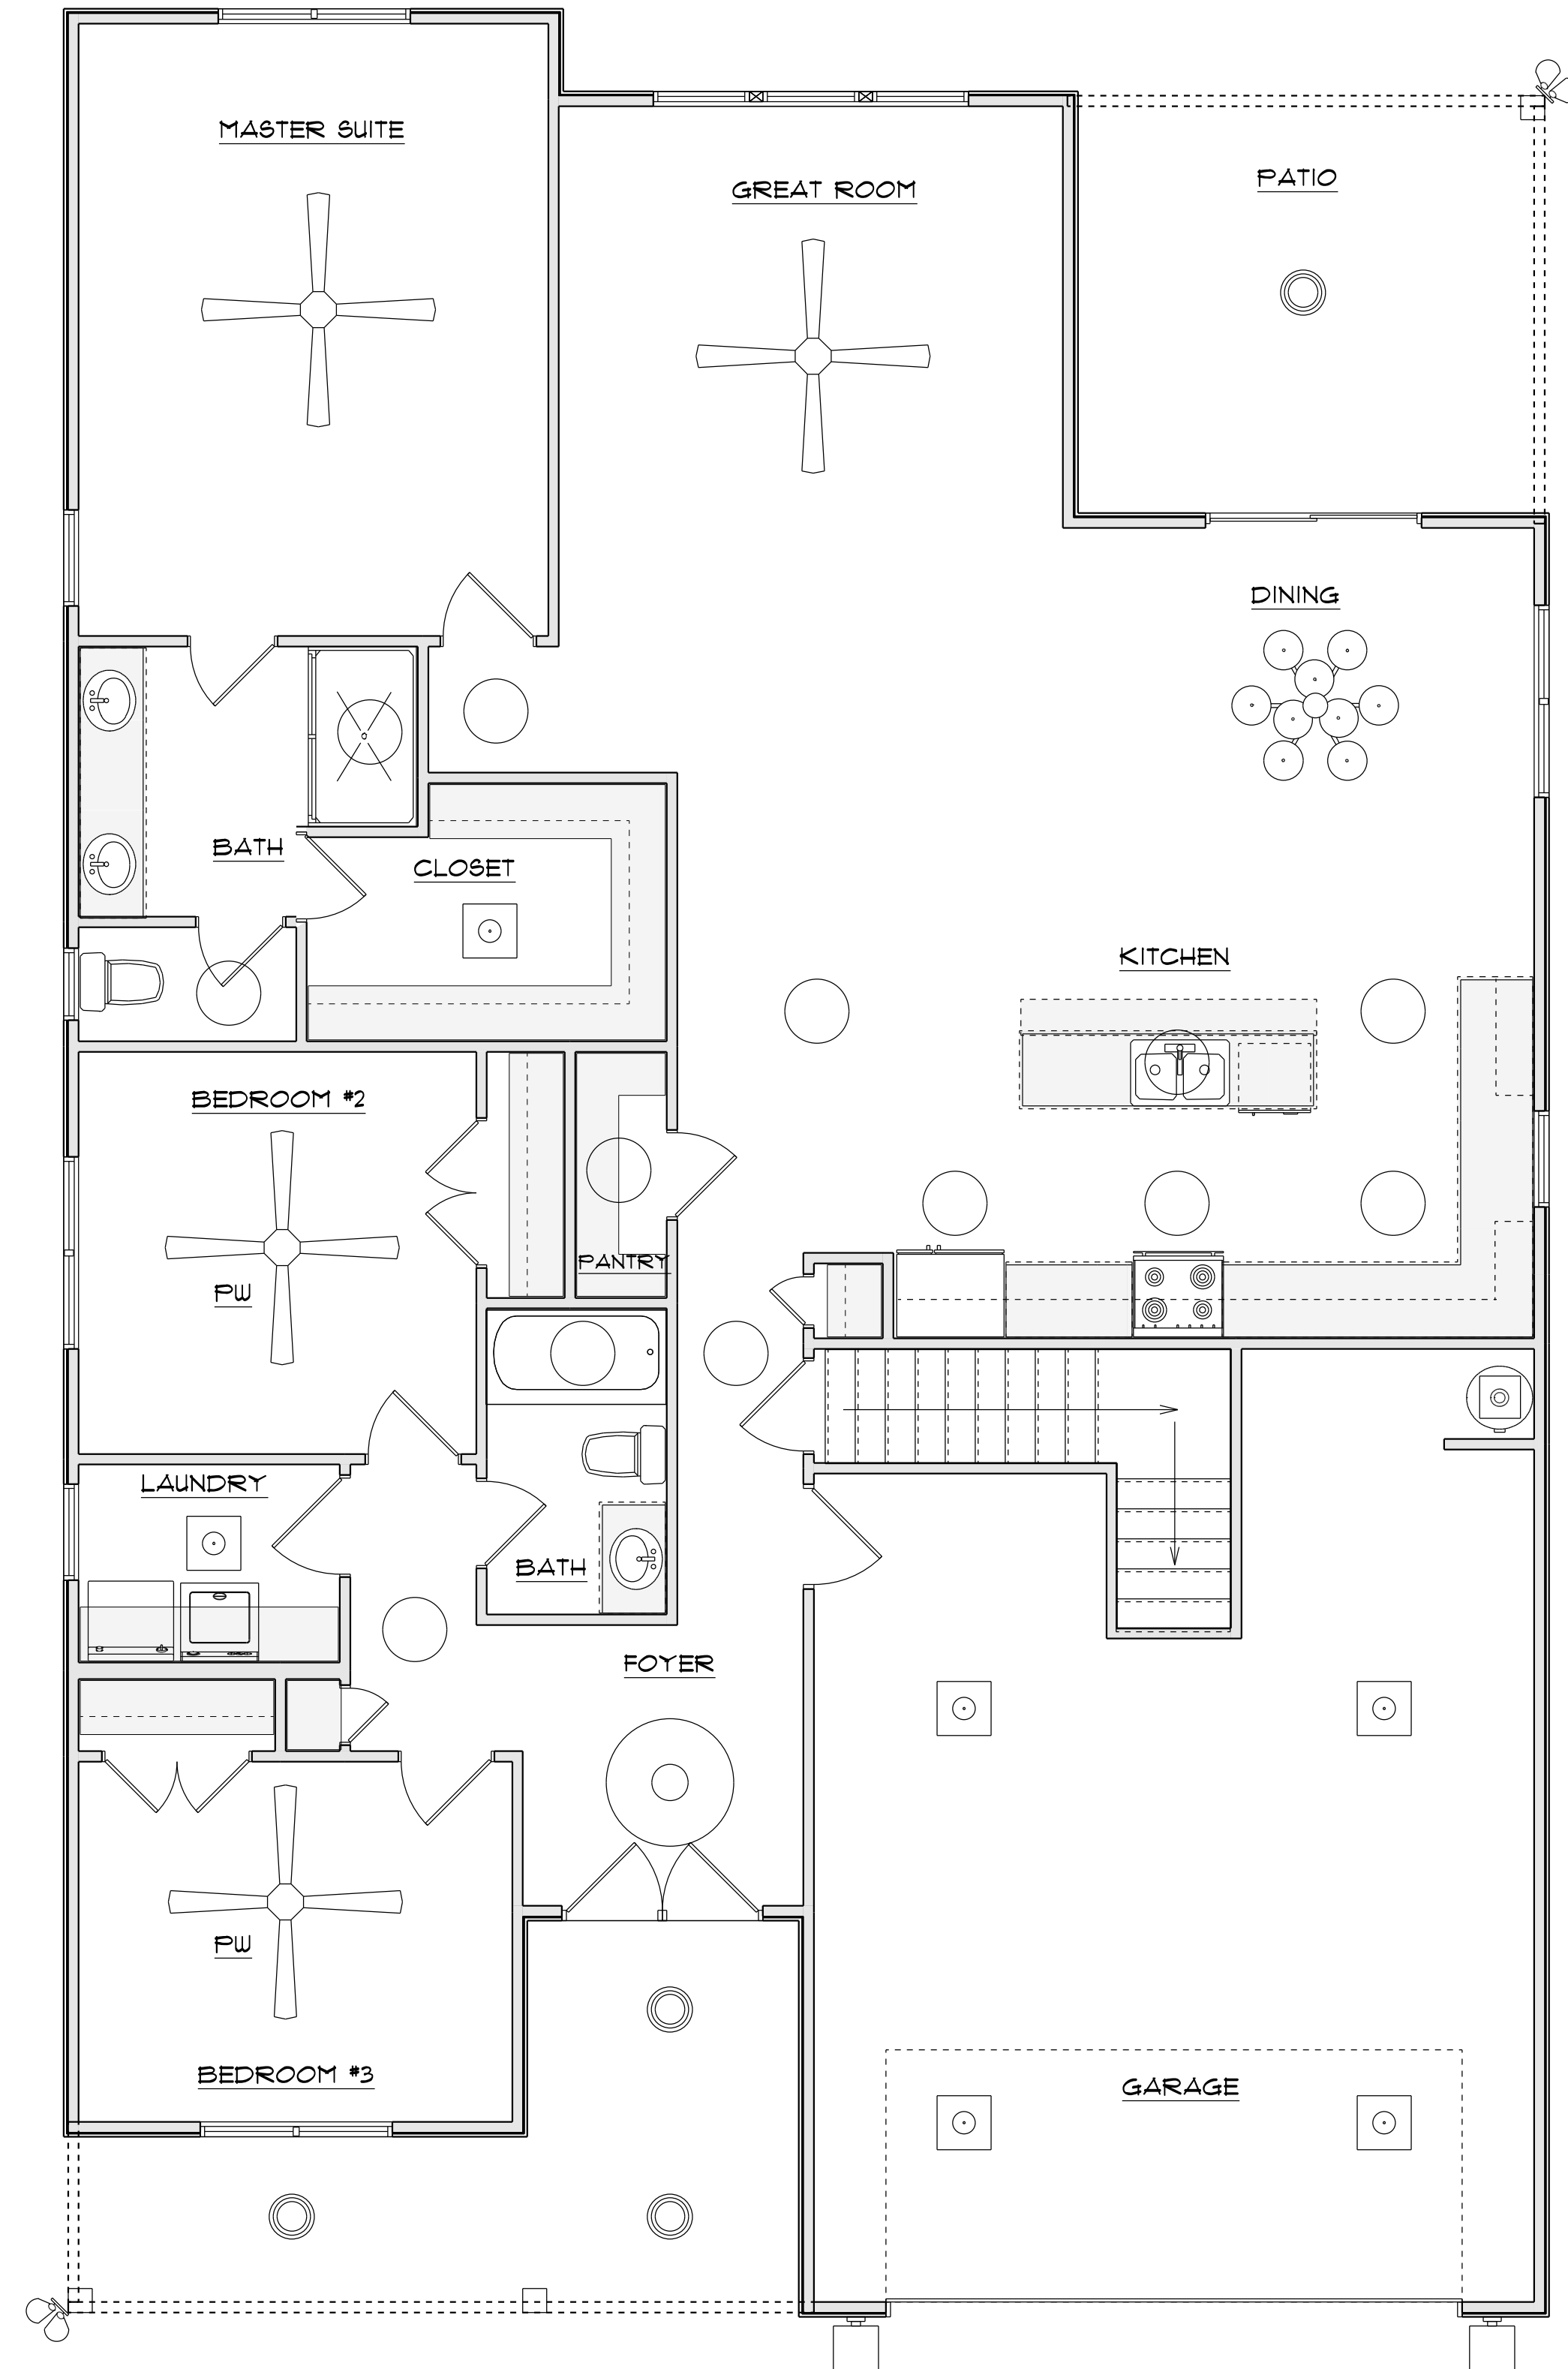 MASTER SUITE
GREAT ROOM
PATIO
DINING
BATH
CLOSET
KITCHEN
BEDROOM #2
PANTRY
PW
LAUNDRY
BATH
FOYER
PW
BEDROOM #3
GARAGE